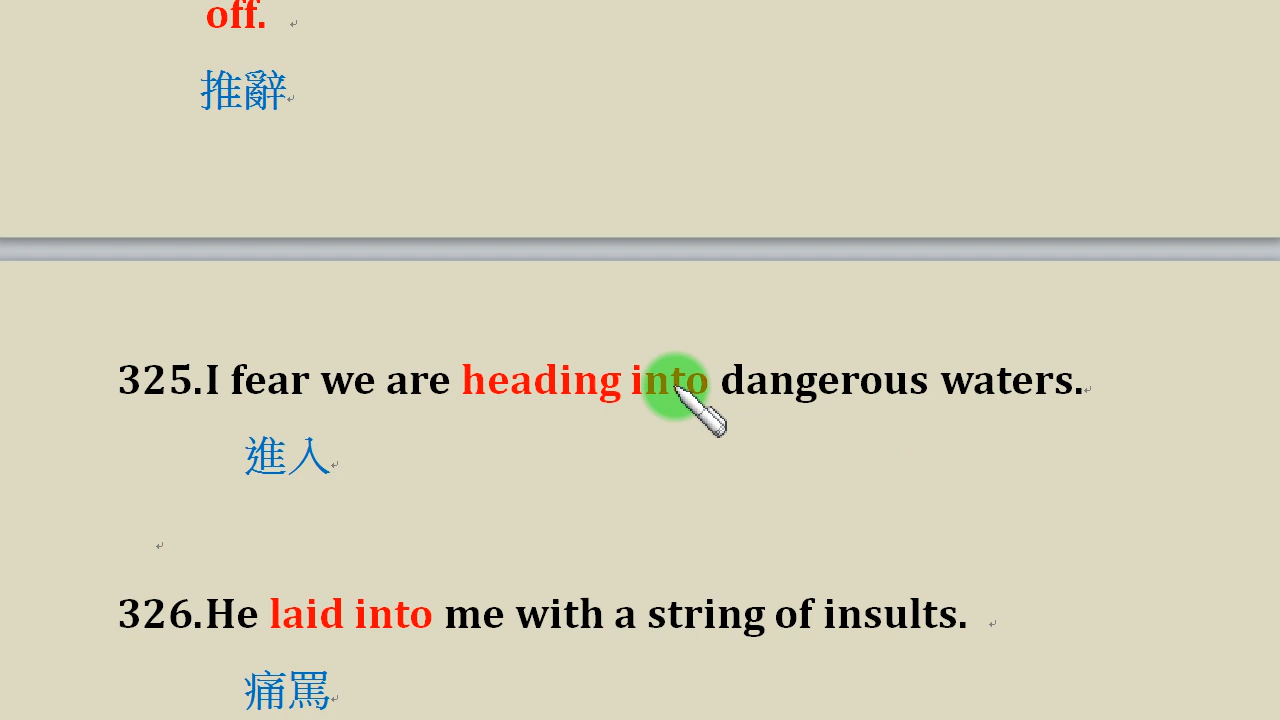 off.
推辭
325.I fear we are heading into dangerous waters.
進入
326.He laid into me with a string of insults.
痛罵